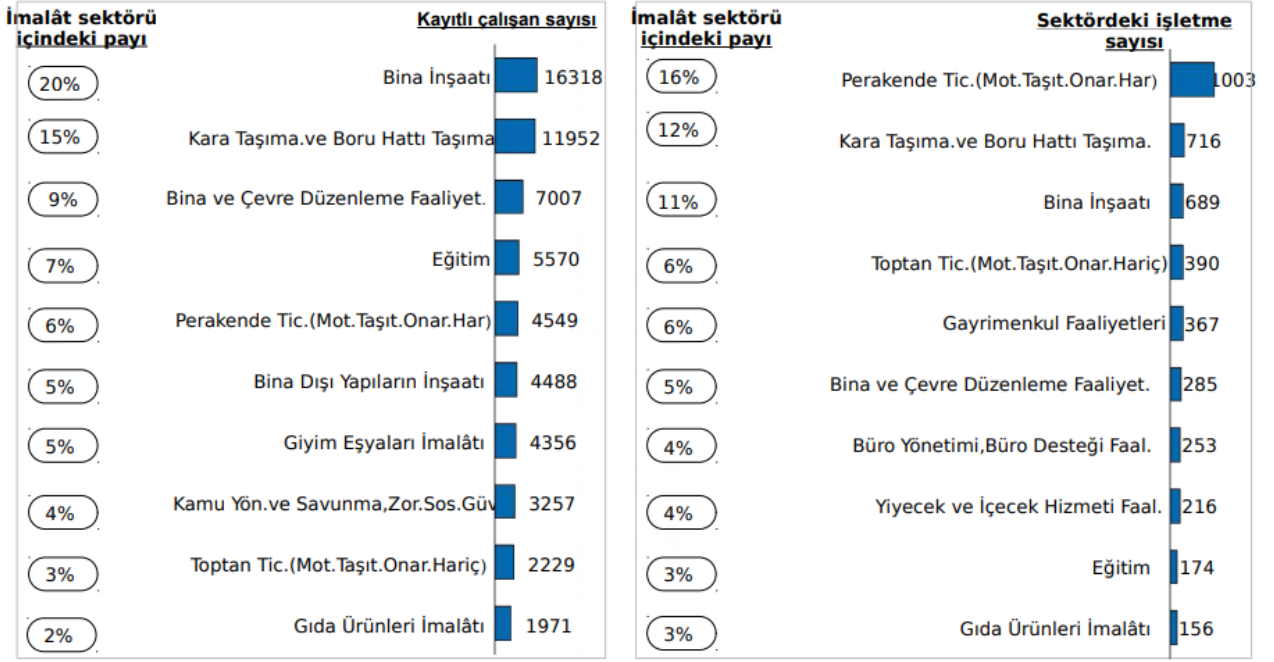 İmalât sektörü
içindeki payı
Kayıtlı çalışan sayısı
20% Bina İnşaatı 16318
15% Kara Taşıma.ve Boru Hattı Taşıma 11952
9% Bina ve Çevre Düzenleme Faaliyet. 7007
7% Eğitim 5570
6% Perakende Tic.(Mot.Taşıt.Onar.Har) 4549
5% Bina Dışı Yapıların İnşaatı 4488
5% Giyim Eşyaları İmalâtı 4356
4% Kamu Yön.ve Savunma,Zor.Sos.Güv 3257
3% Toptan Tic.(Mot.Taşıt.Onar.Hariç) 2229
2% Gıda Ürünleri İmalâtı 1971
İmalât sektörü
içindeki payı
Sektördeki işletme
sayısı
16% Perakende Tic.(Mot.Taşıt.Onar.Har) 1003
12% Kara Taşıma.ve Boru Hattı Taşıma. 716
11% Bina İnşaatı 689
6% Toptan Tic.(Mot.Taşıt.Onar.Hariç) 390
6% Gayrimenkul Faaliyetleri 367
5% Bina ve Çevre Düzenleme Faaliyet. 285
4% Büro Yönetimi,Büro Desteği Faal. 253
4% Yiyecek ve İçecek Hizmeti Faal. 216
3% Eğitim 174
3% Gıda Ürünleri İmalâtı 156